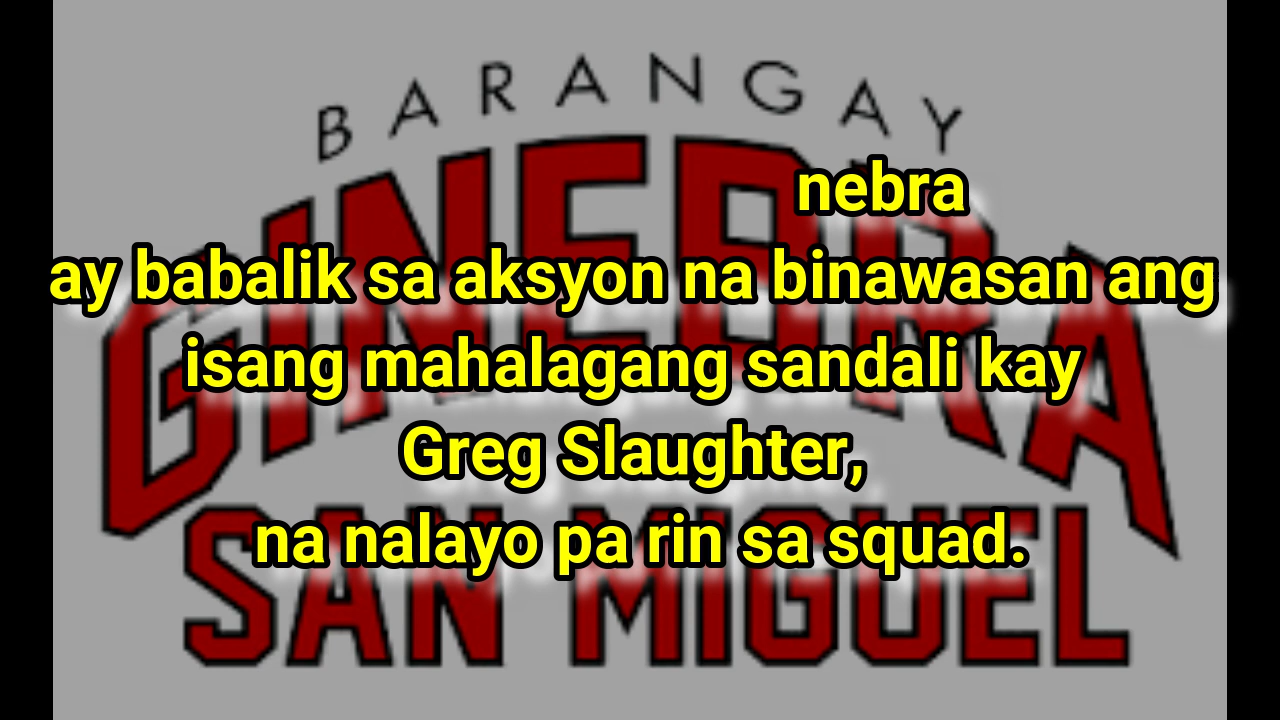 BARANGAY
GINEBRA
nebra
ay babalik sa aksyon na binawasan ang
isang mahalagang sandali kay
Greg Slaughter,
na nalayo pa rin sa squad.
SAN MIGUEL